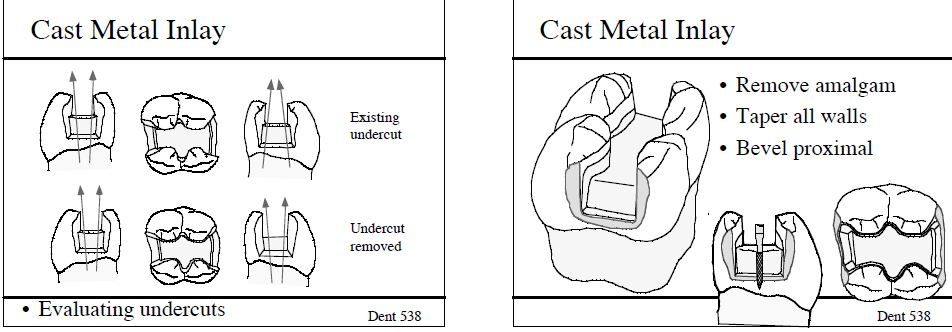 Cast Metal Inlay
Existing
undercut
Undercut
removed
• Evaluating undercuts
Dent 538
Cast Metal Inlay
• Remove amalgam
• Taper all walls
• Bevel proximal
Dent 538